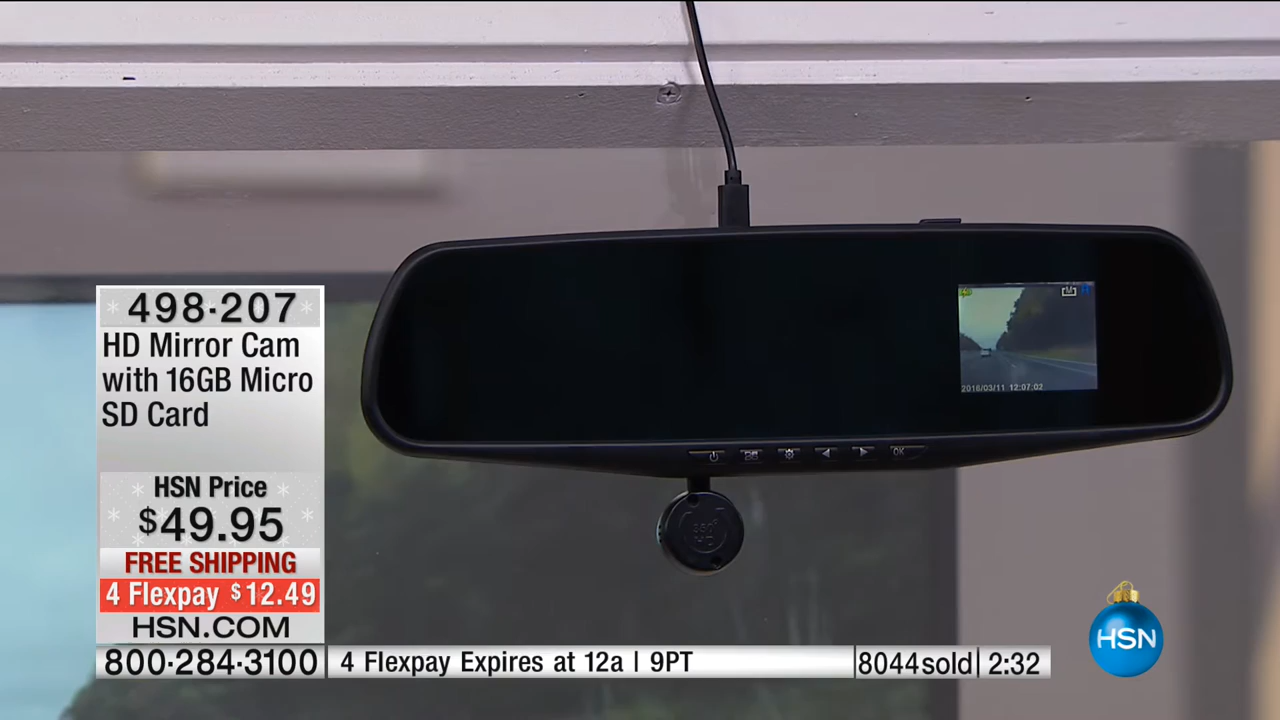 498·207
HD Mirror Cam
with 16GB Micro
SD Card
HSN Price
$49.95
FREE SHIPPING
4 Flexpay $12.49
HSN.COM
800·284·3100
4 Flexpay Expires at 12a | 9PT
8044sold
2:32
2016/03/11 12:07:02
OK
HSN